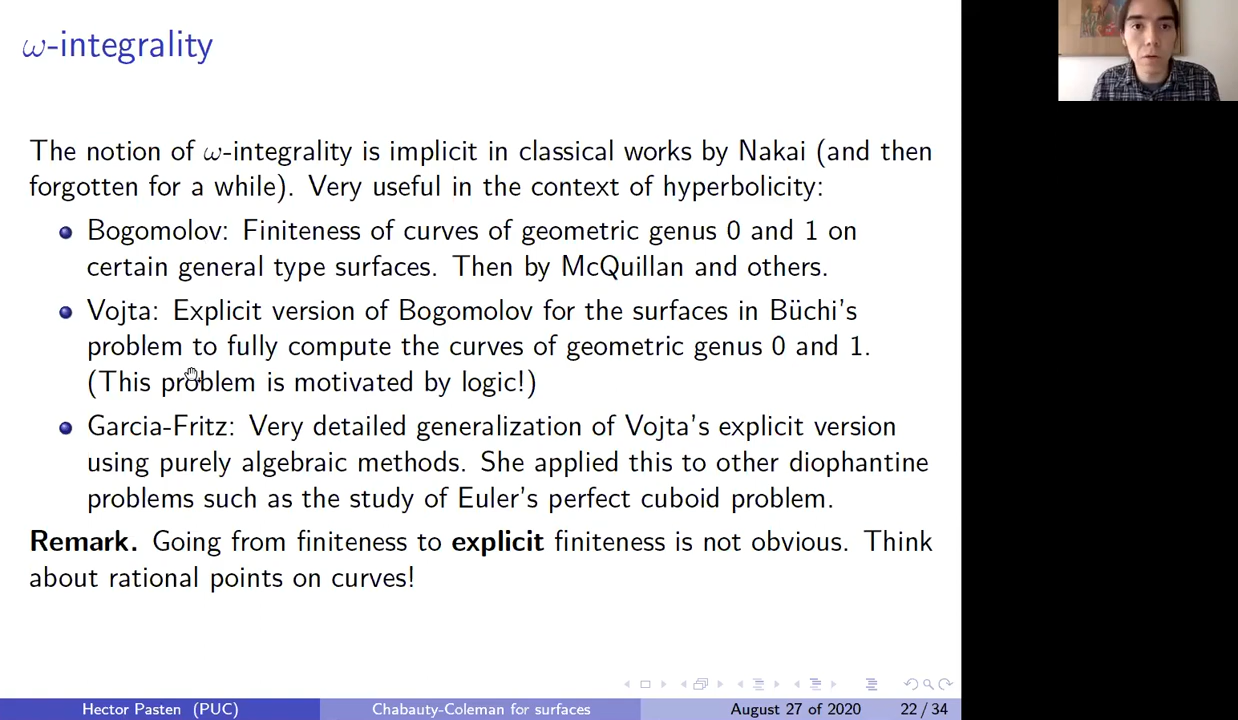 ω-integrality
The notion of ω-integrality is implicit in classical works by Nakai (and then
forgotten for a while). Very useful in the context of hyperbolicity:
Bogomolov: Finiteness of curves of geometric genus 0 and 1 on
certain general type surfaces. Then by McQuillan and others.
Vojta: Explicit version of Bogomolov for the surfaces in Büchi's
problem to fully compute the curves of geometric genus 0 and 1.
(This problem is motivated by logic!)
Garcia-Fritz: Very detailed generalization of Vojta's explicit version
using purely algebraic methods. She applied this to other diophantine
problems such as the study of Euler's perfect cuboid problem.
Remark. Going from finiteness to explicit finiteness is not obvious. Think
about rational points on curves!
Hector Pasten (PUC) Chabauty-Coleman for surfaces August 27 of 2020 22 / 34